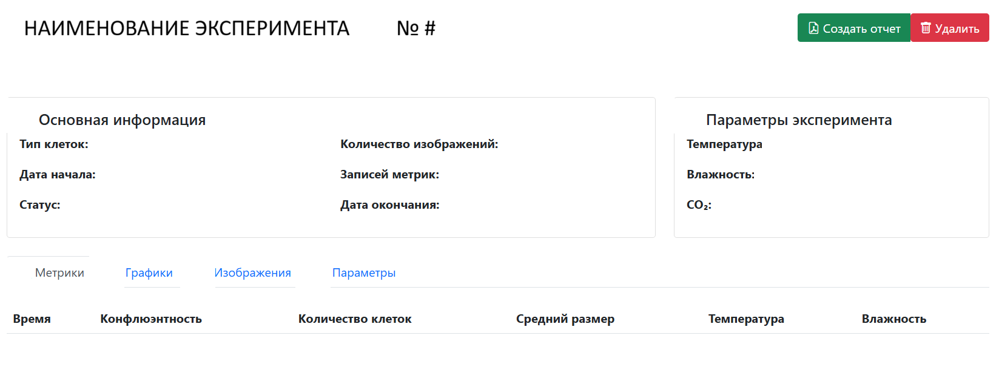 НАИМЕНОВАНИЕ ЭКСПЕРИМЕНТА № #
Создать отчет Удалить
Основная информация
Тип клеток: Количество изображений:
Дата начала: Записей метрик:
Статус: Дата окончания:
Параметры эксперимента
Температура
Влажность:
CO₂:
Метрики Графики Изображения Параметры
Время Конфлюэнтность Количество клеток Средний размер Температура Влажность